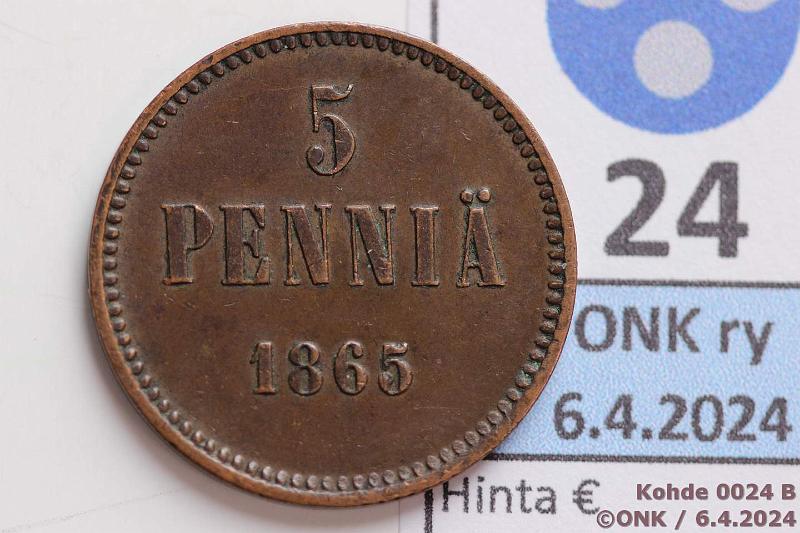 5
PENNIÄ
1865
24
ONK ry
6.4.2024
Hinta €
Kohde 0024 B
©ONK / 6.4.2024